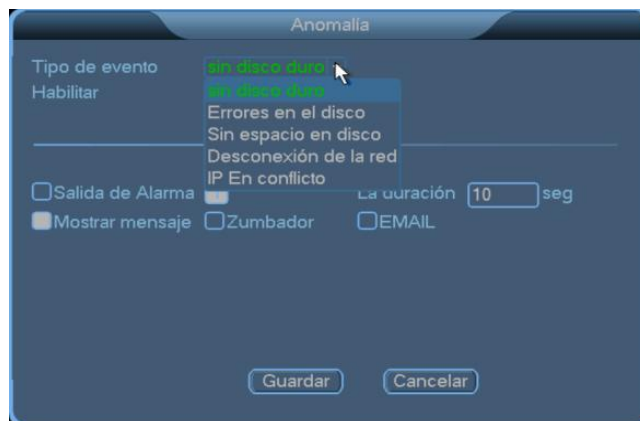 Anomalía
Tipo de evento sin disco duro
Habilitar sin disco duro
Errores en el disco
Sin espacio en disco
Desconexión de la red
IP En conflicto
Salida de Alarma La duración 10 seg
Mostrar mensaje Zumbador EMAIL
Guardar Cancelar